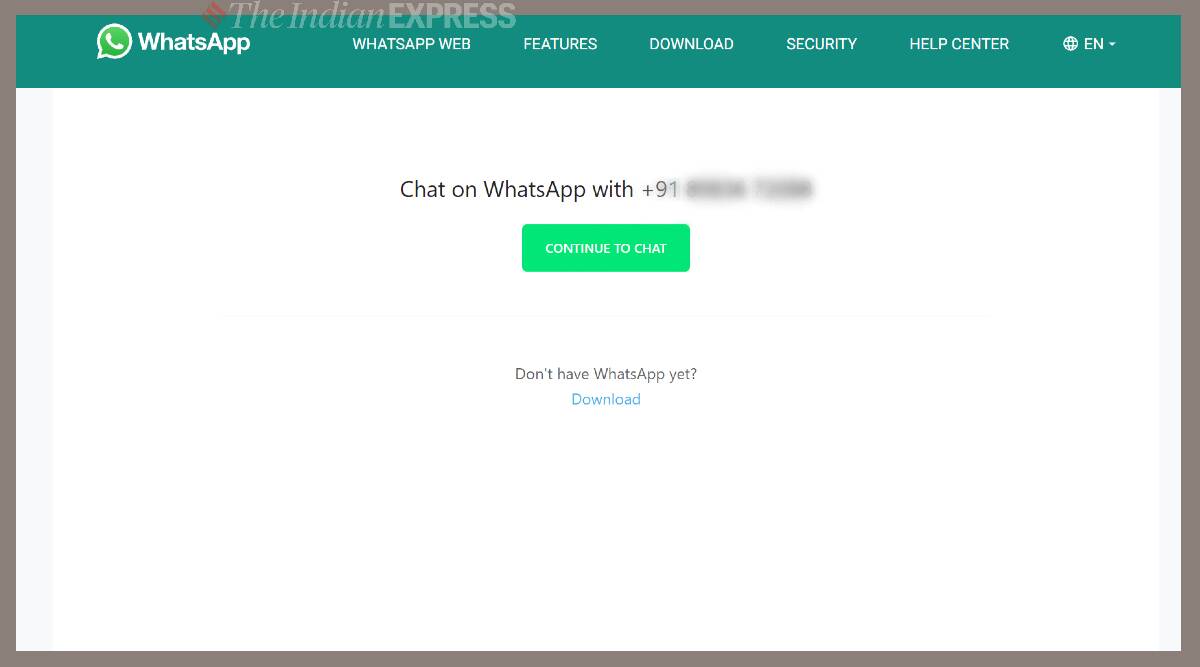 The Indian EXPRESS
WhatsApp WHATSAPP WEB FEATURES DOWNLOAD SECURITY HELP CENTER EN
Chat on WhatsApp with +91
CONTINUE TO CHAT
Don't have WhatsApp yet?
Download